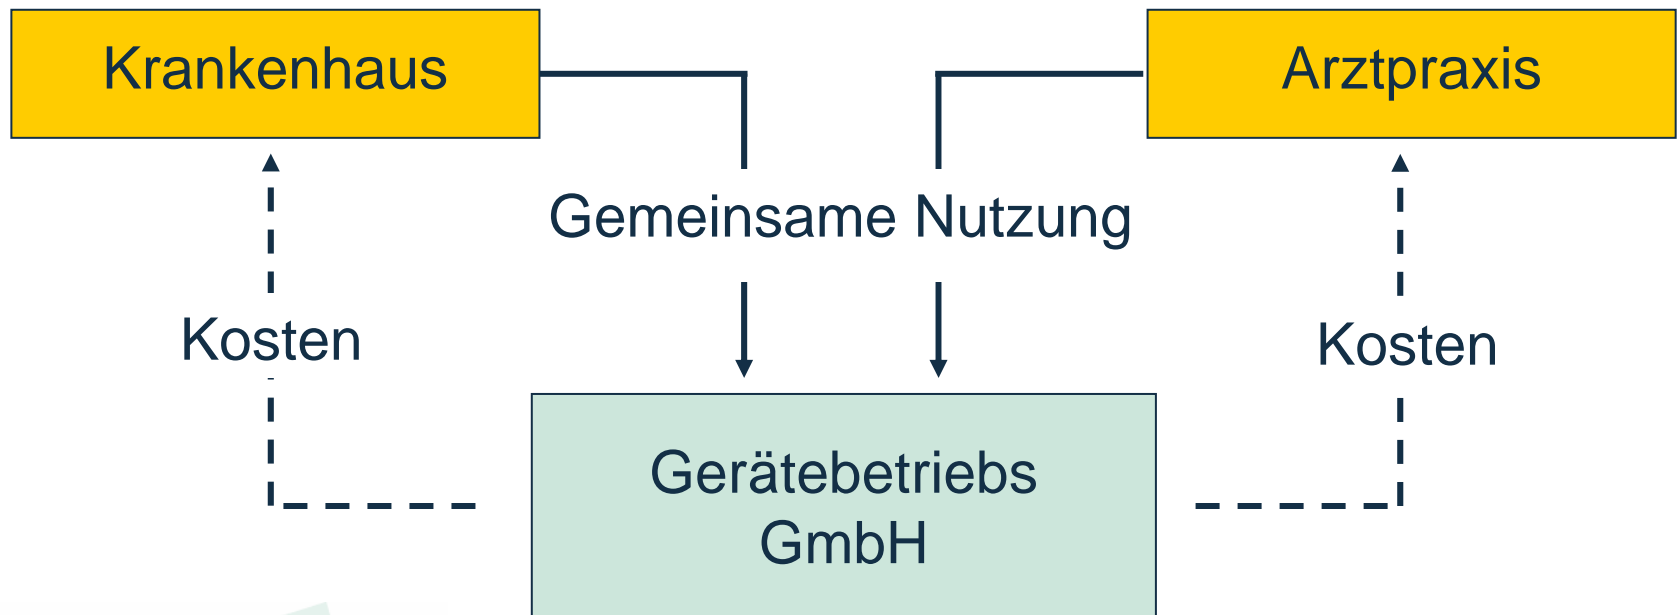 Krankenhaus
Arztpraxis
Gemeinsame Nutzung
Kosten
Kosten
Gerätebetriebs
GmbH